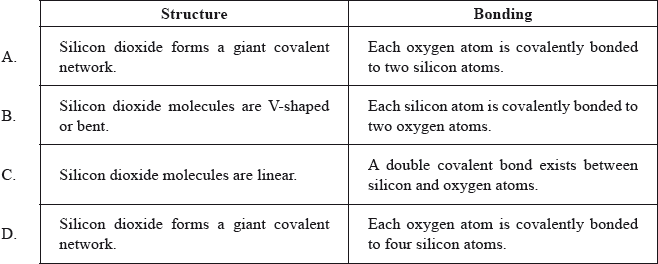 Structure Bonding
A. Silicon dioxide forms a giant covalent network. Each oxygen atom is covalently bonded to two silicon atoms.
B. Silicon dioxide molecules are V-shaped or bent. Each silicon atom is covalently bonded to two oxygen atoms.
C. Silicon dioxide molecules are linear. A double covalent bond exists between silicon and oxygen atoms.
D. Silicon dioxide forms a giant covalent network. Each oxygen atom is covalently bonded to four silicon atoms.